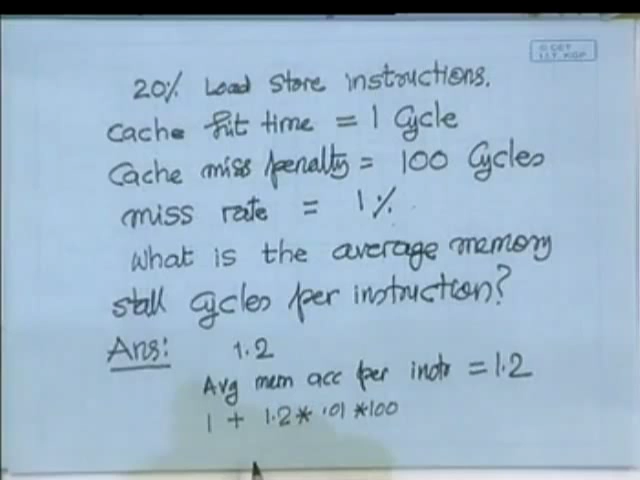 © CET
I.I.T. KGP
20% Load Store instructions.
Cache hit time = 1 Cycle
Cache miss penalty = 100 Cycles
miss rate = 1%
What is the average memory
stall cycles per instruction?
Ans: 1.2
Avg mem acc per instr = 1.2
1 + 1.2 * .01 * 100